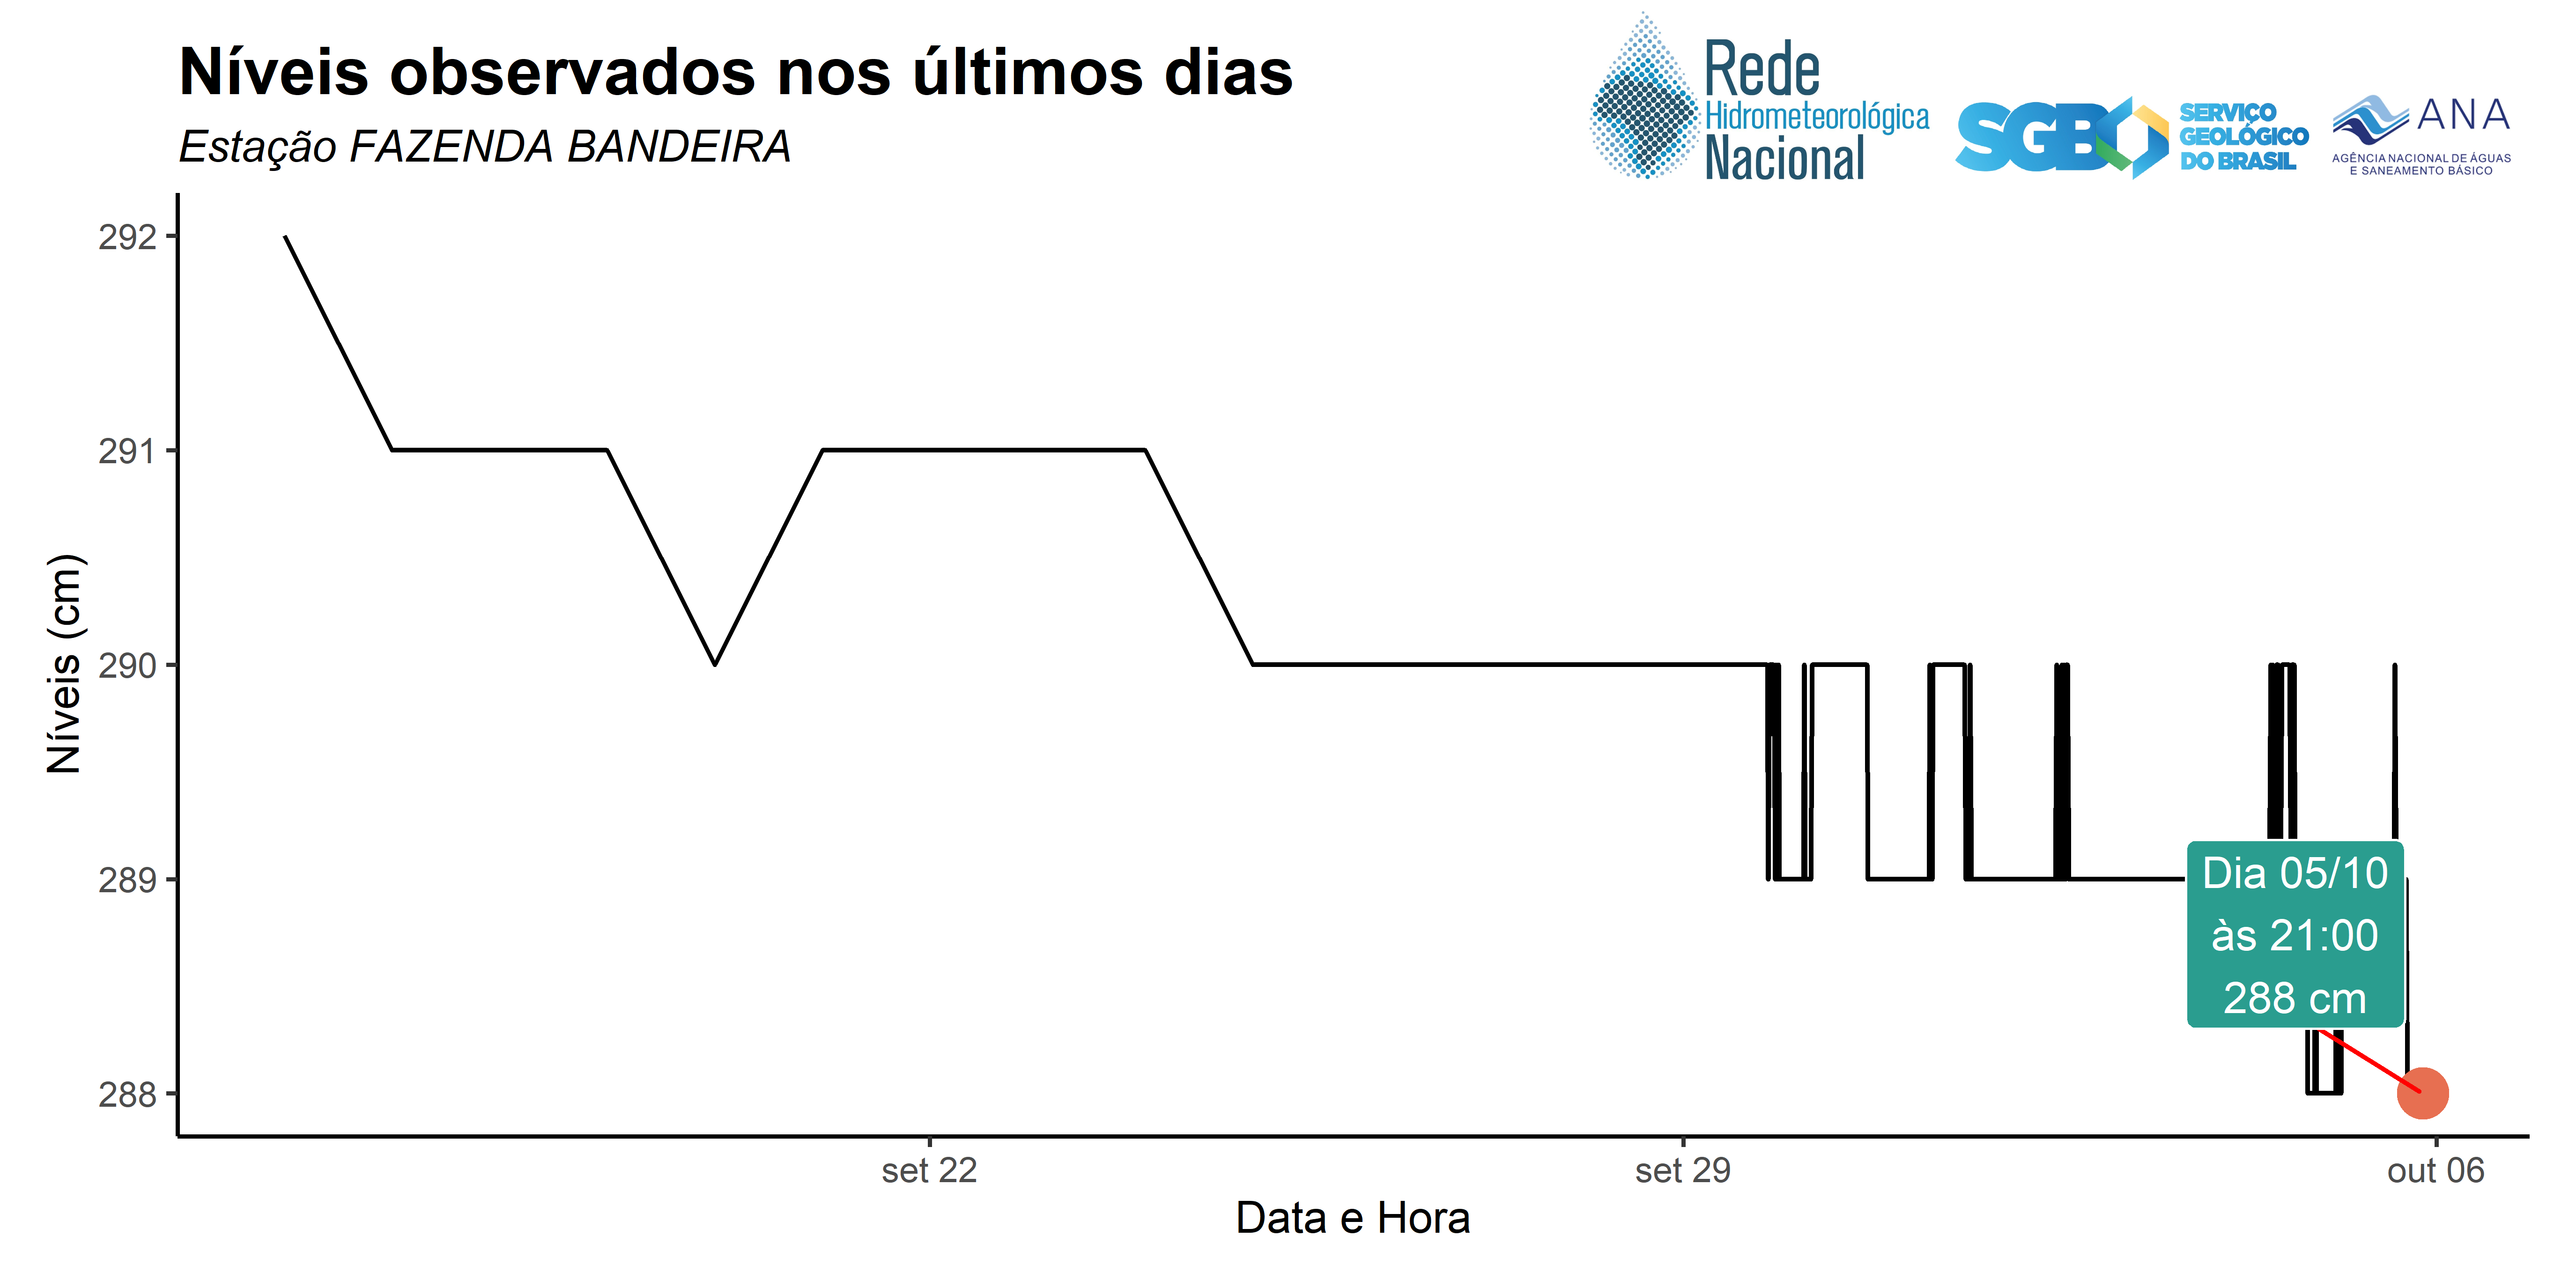 Níveis observados nos últimos dias
Estação FAZENDA BANDEIRA
Rede
Hidrometeorológica
Nacional
SGB
SERVIÇO
GEOLÓGICO
DO BRASIL
ANA
AGÊNCIA NACIONAL DE ÁGUAS
E SANEAMENTO BÁSICO
Níveis (cm)
292
291
290
289
288
Dia 05/10
às 21:00
288 cm
set 22
set 29
out 06
Data e Hora